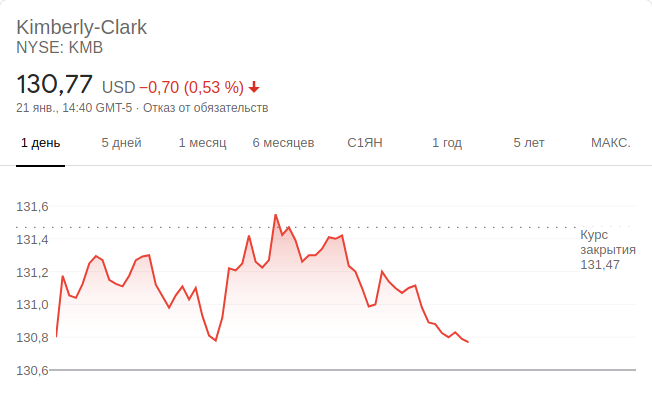 Kimberly-Clark
NYSE: KMB
130,77 USD −0,70 (0,53 %)
21 янв., 14:40 GMT-5 · Отказ от обязательств
1 день 5 дней 1 месяц 6 месяцев С1ЯН 1 год 5 лет МАКС.
131,6
131,4
131,2
131,0
130,8
130,6
Курс
закрытия
131,47